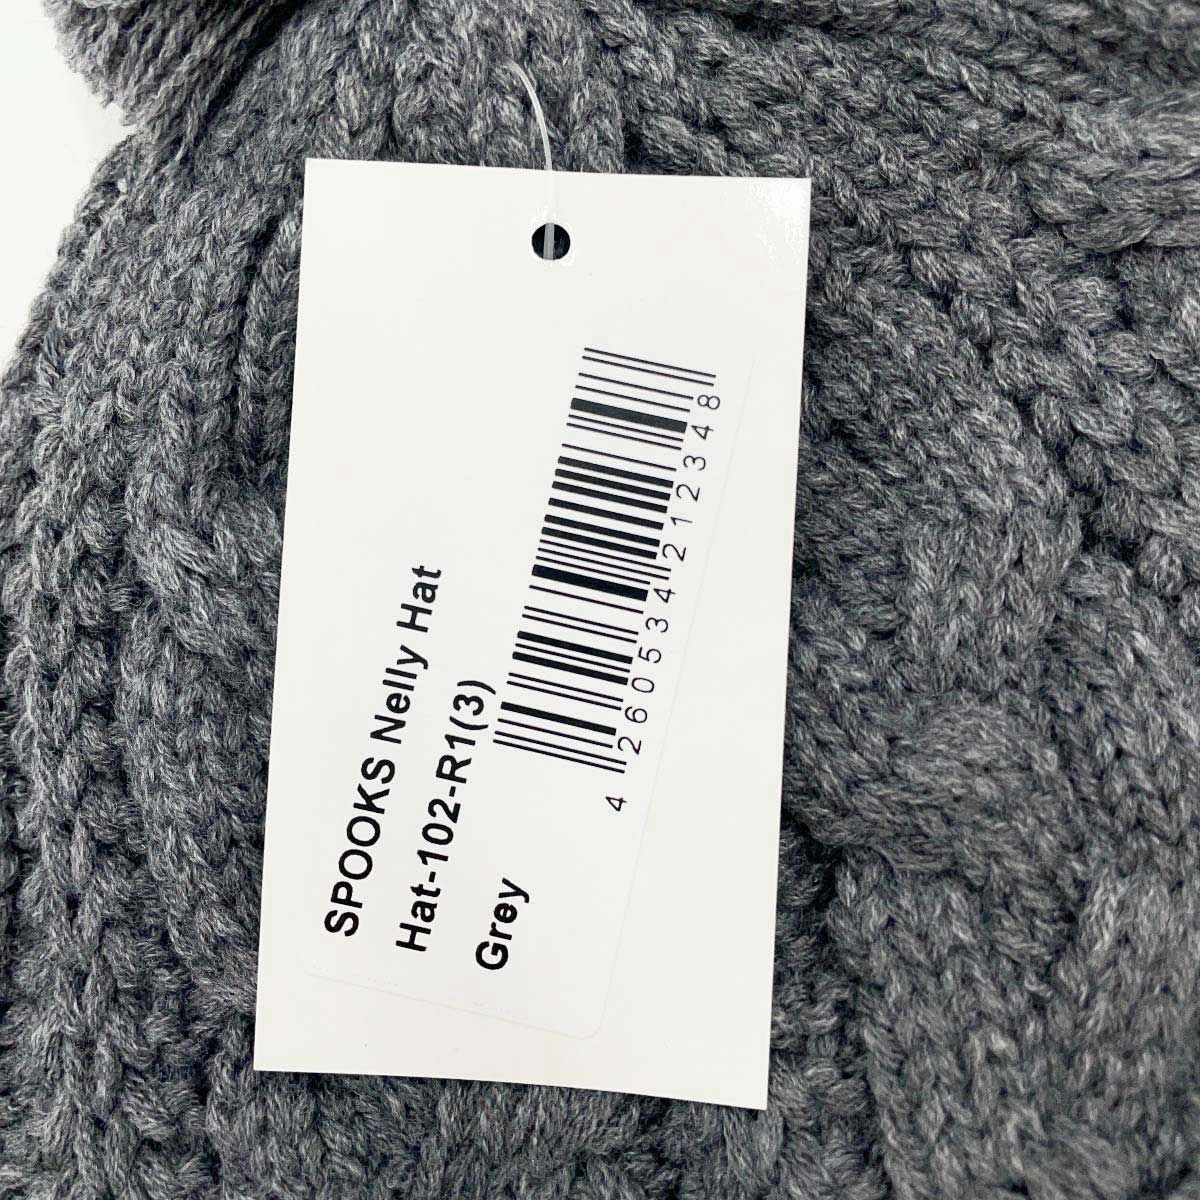 SPOOKS Nelly Hat
Hat-102-R1(3)
Grey
4 260534 212348